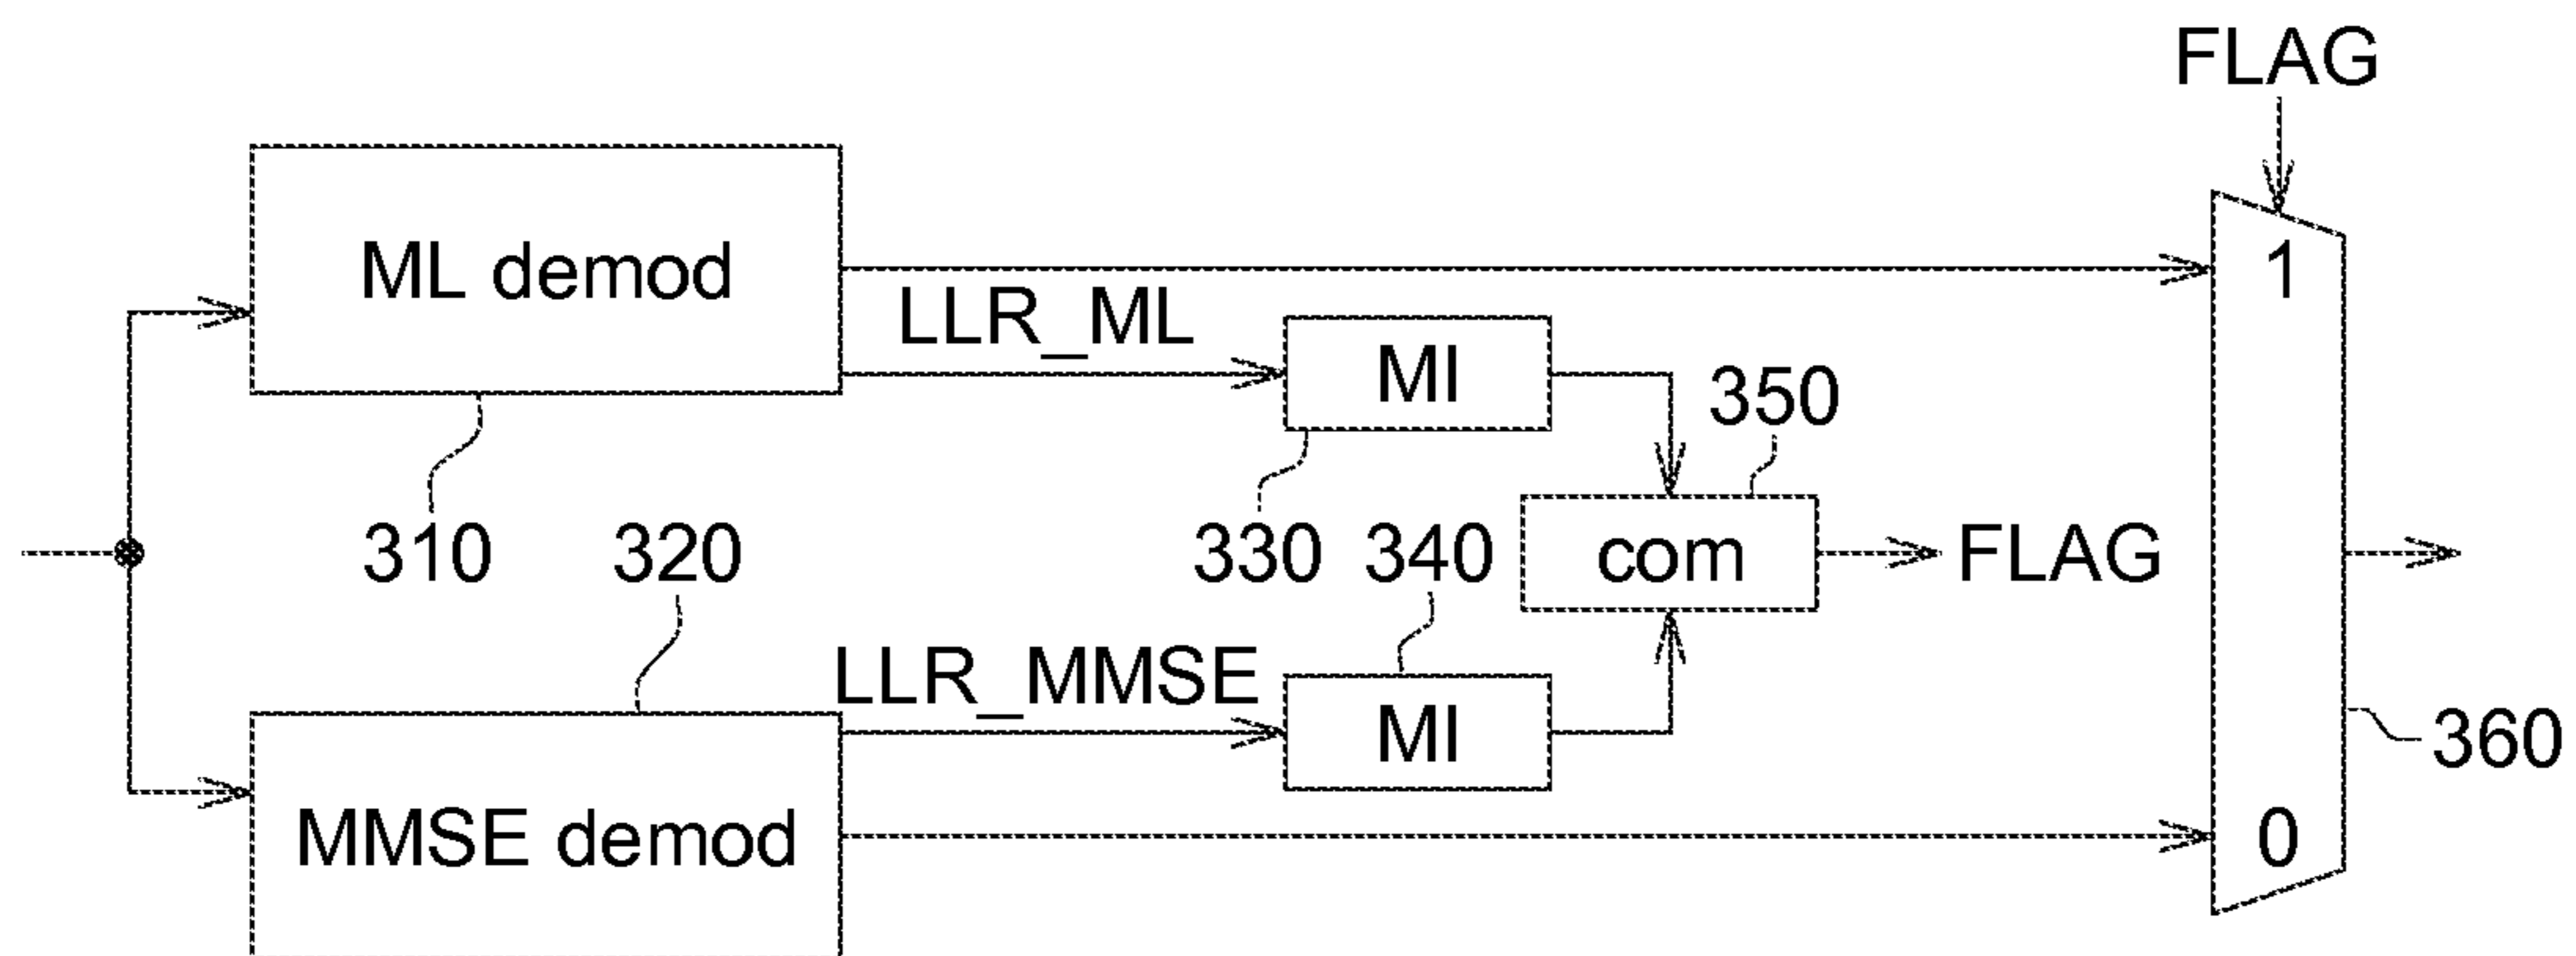 FLAG
ML demod
1
LLR_ML
MI
350
310
320
330
340
com
FLAG
LLR_MMSE
MI
360
MMSE demod
0